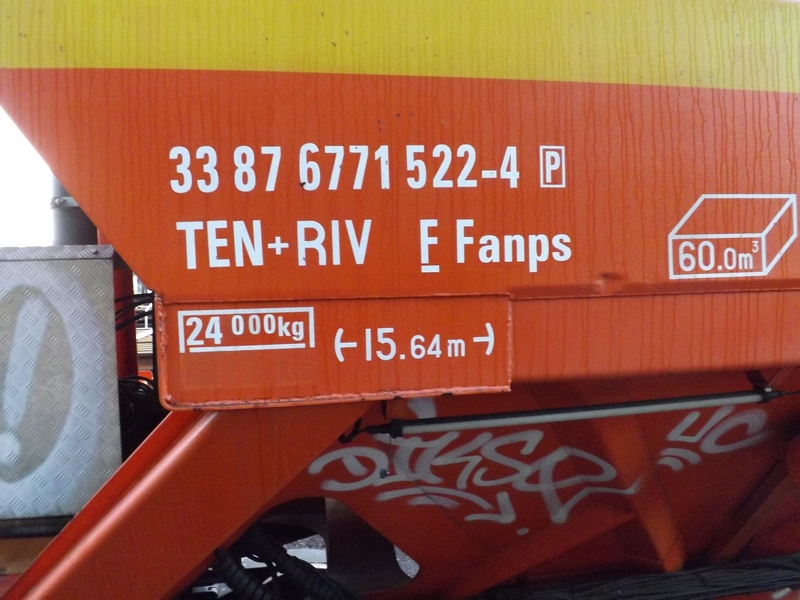 33 87 6771 522-4 P
TEN+RIV F Fanps
60.0m³
24 000kg
(-15.64m-)